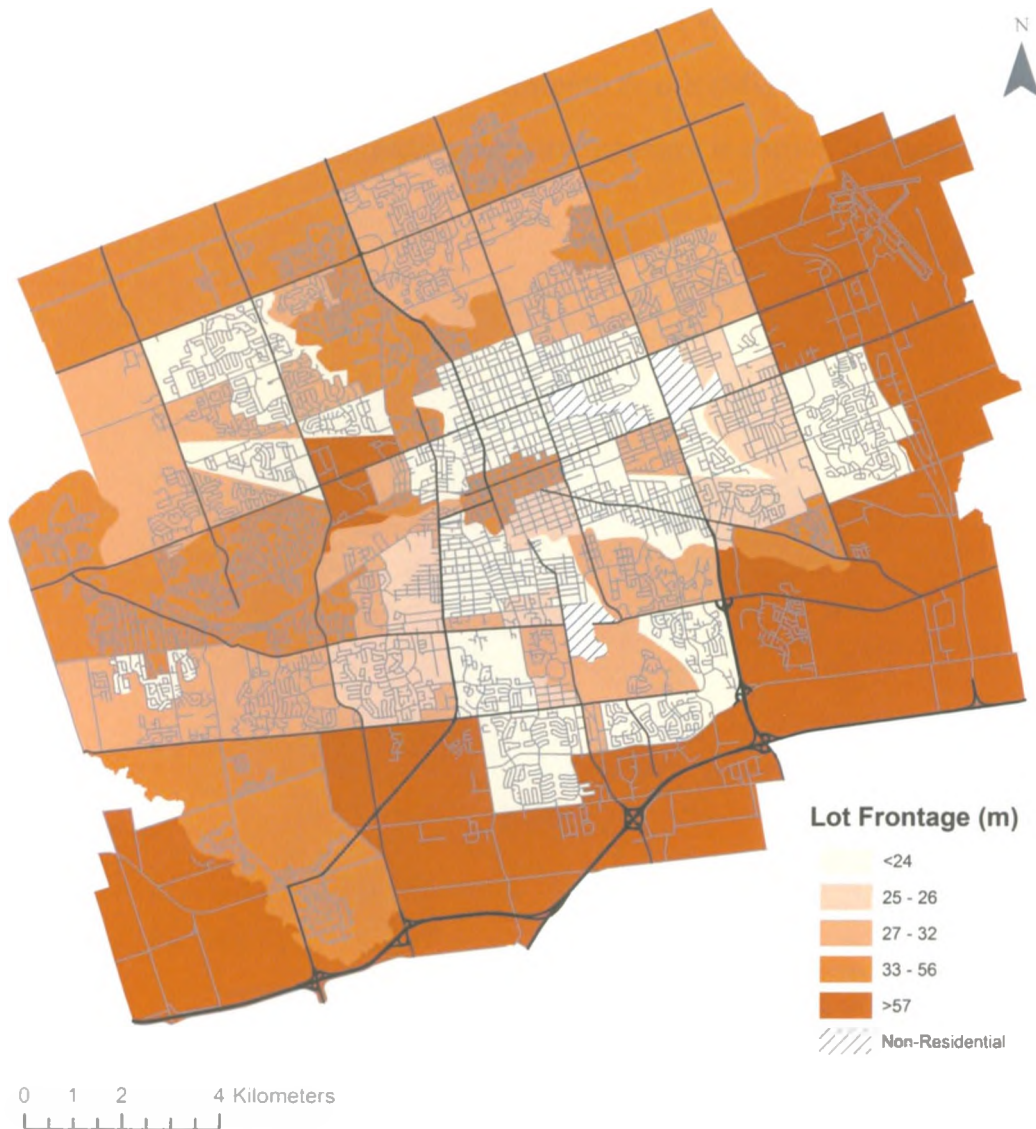 N
Lot Frontage (m)
<24
25 - 26
27 - 32
33 - 56
>57
Non-Residential
0 1 2 4 Kilometers